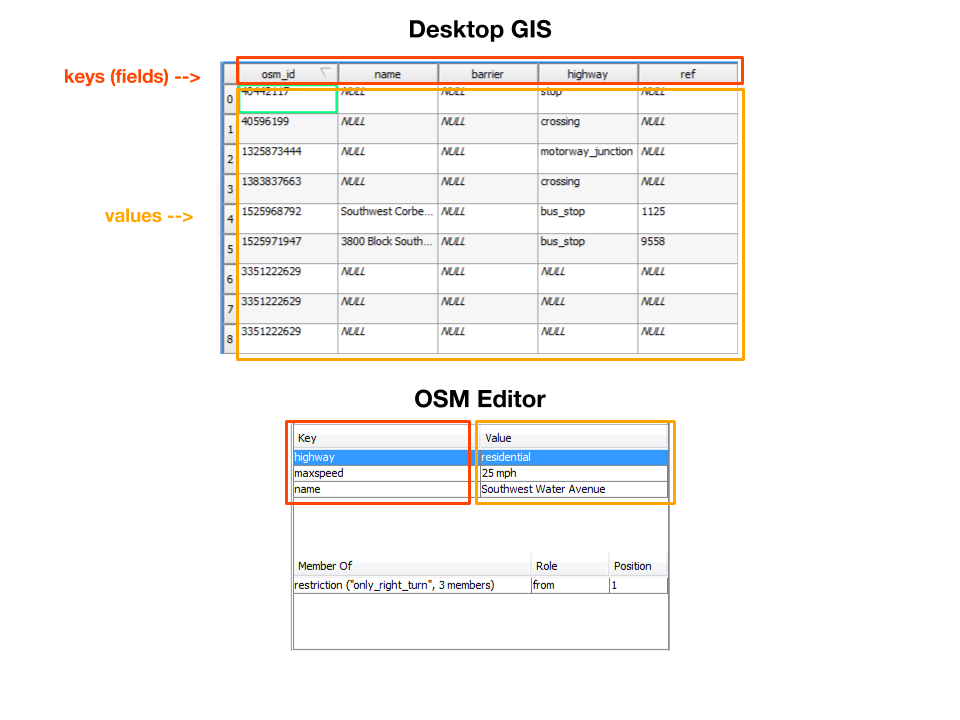 Desktop GIS
keys (fields) -->
osm_id name barrier highway ref
0 40442117 NULL NULL stop NULL
1 40596199 NULL NULL crossing NULL
2 1325873444 NULL NULL motorway_junction NULL
3 1383837663 NULL NULL crossing NULL
values -->
4 1525968792 Southwest Corbe... NULL bus_stop 1125
5 1525971947 3800 Block South... NULL bus_stop 9558
6 3351222629 NULL NULL NULL NULL
7 3351222629 NULL NULL NULL NULL
8 3351222629 NULL NULL NULL NULL
OSM Editor
Key Value
highway residential
maxspeed 25 mph
name Southwest Water Avenue
Member Of Role Position
restriction ("only_right_turn", 3 members) from 1